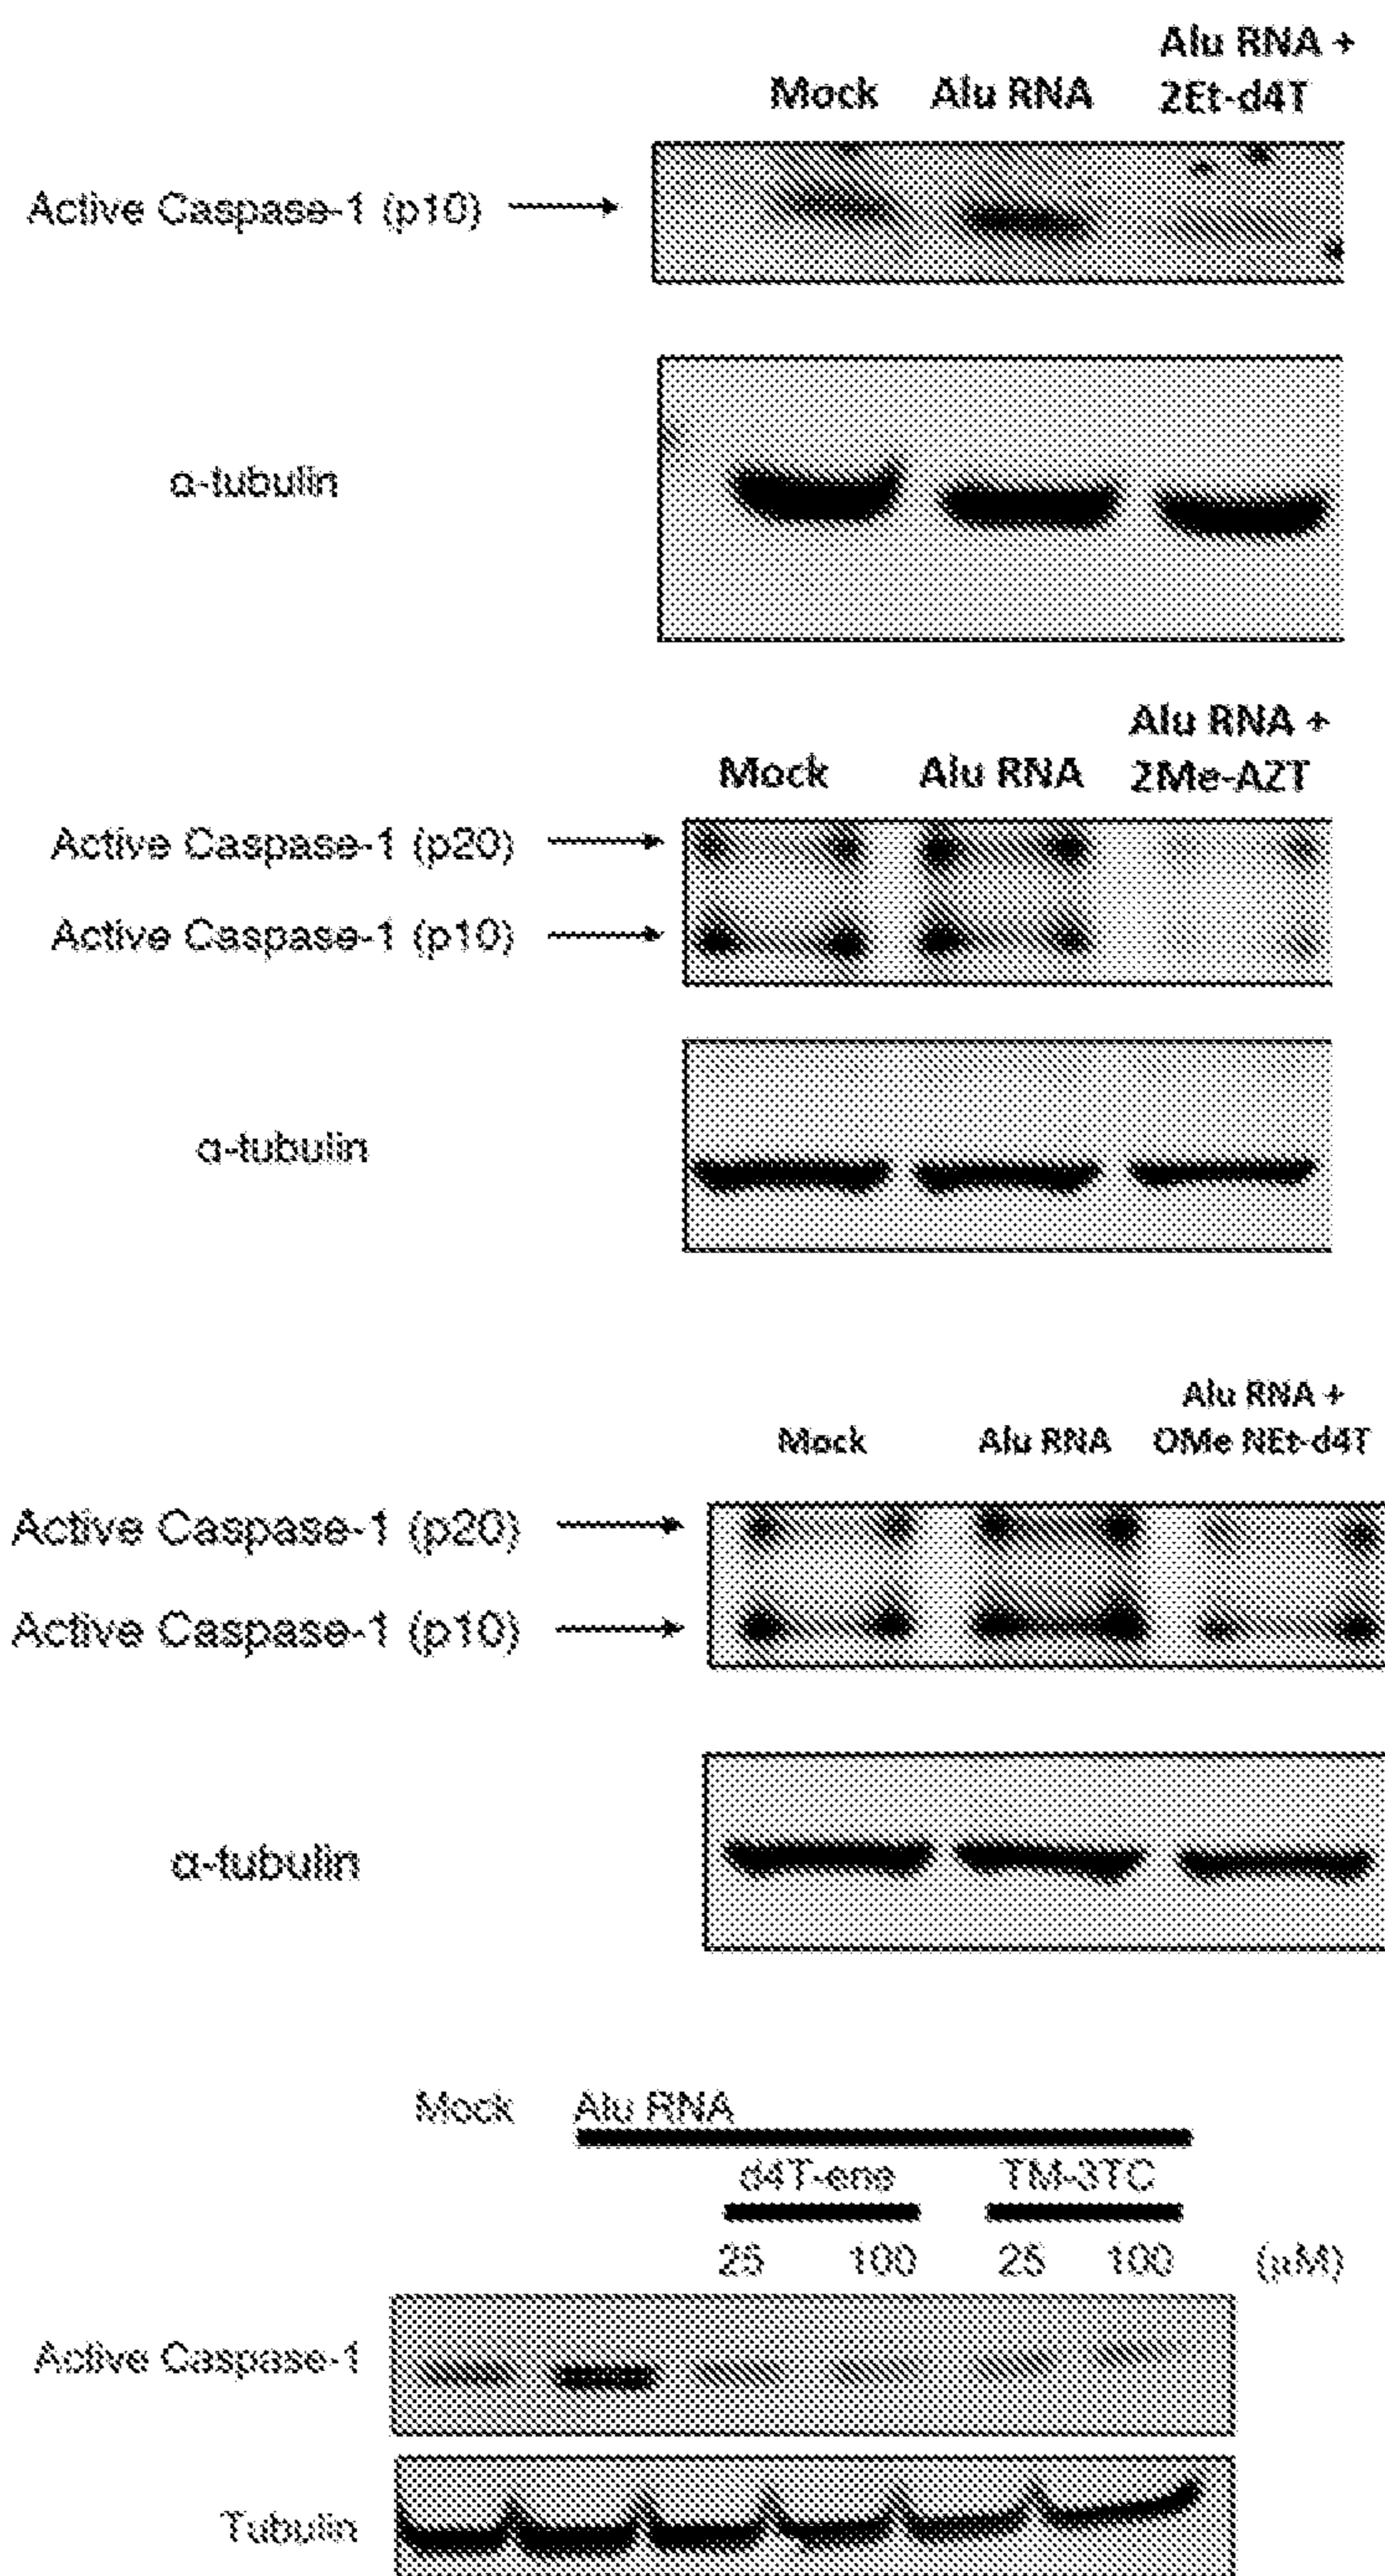 Alu RNA +
Mock Alu RNA 2Et-d4T
Active Caspase-1 (p10)
α-tubulin
Alu RNA +
Mock Alu RNA 2Me-AZT
Active Caspase-1 (p20)
Active Caspase-1 (p10)
α-tubulin
Alu RNA +
Mock Alu RNA OMe NEt-d4T
Active Caspase-1 (p20)
Active Caspase-1 (p10)
α-tubulin
Mock Alu RNA
d4T-ene TM-3TC
25 100 25 100 (μM)
Active Caspase-1
Tubulin